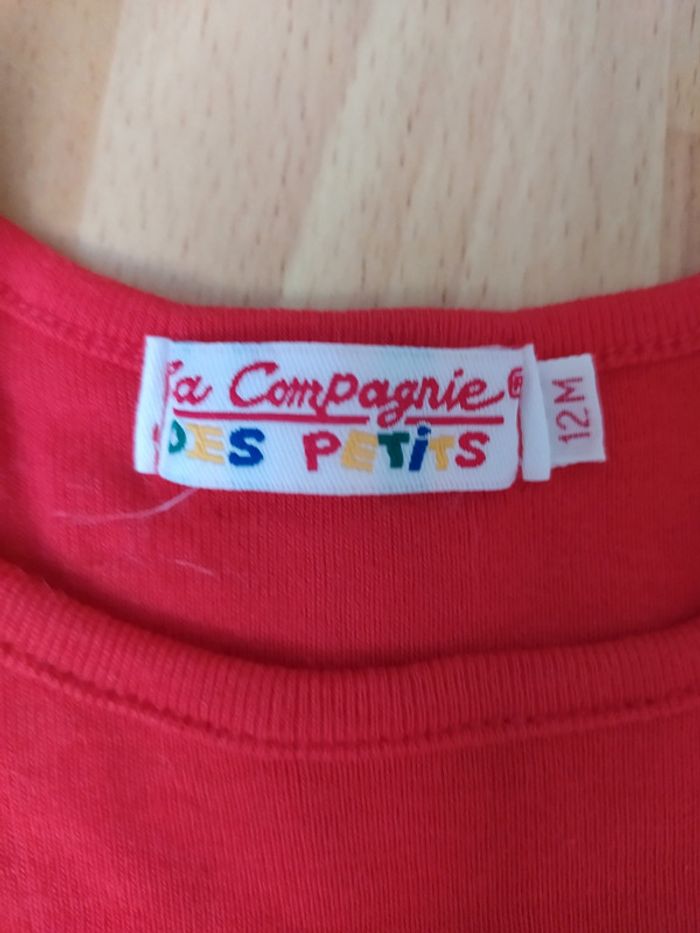 La Compagnie®
DES PETITS
12M